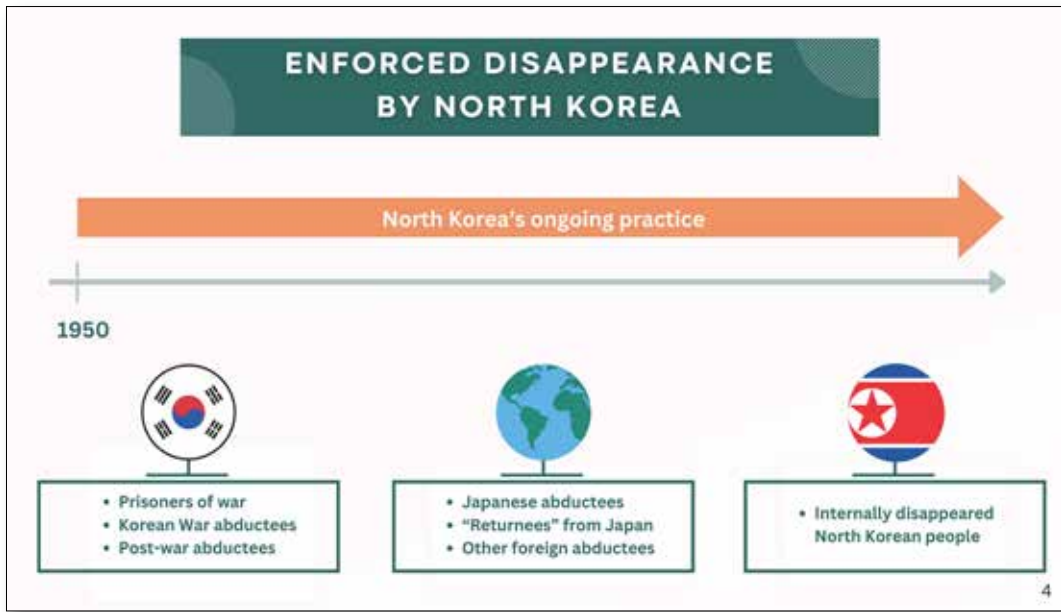 ENFORCED DISAPPEARANCE
BY NORTH KOREA
North Korea's ongoing practice
1950
• Prisoners of war
• Korean War abductees
• Post-war abductees
• Japanese abductees
• “Returnees” from Japan
• Other foreign abductees
• Internally disappeared
North Korean people
4